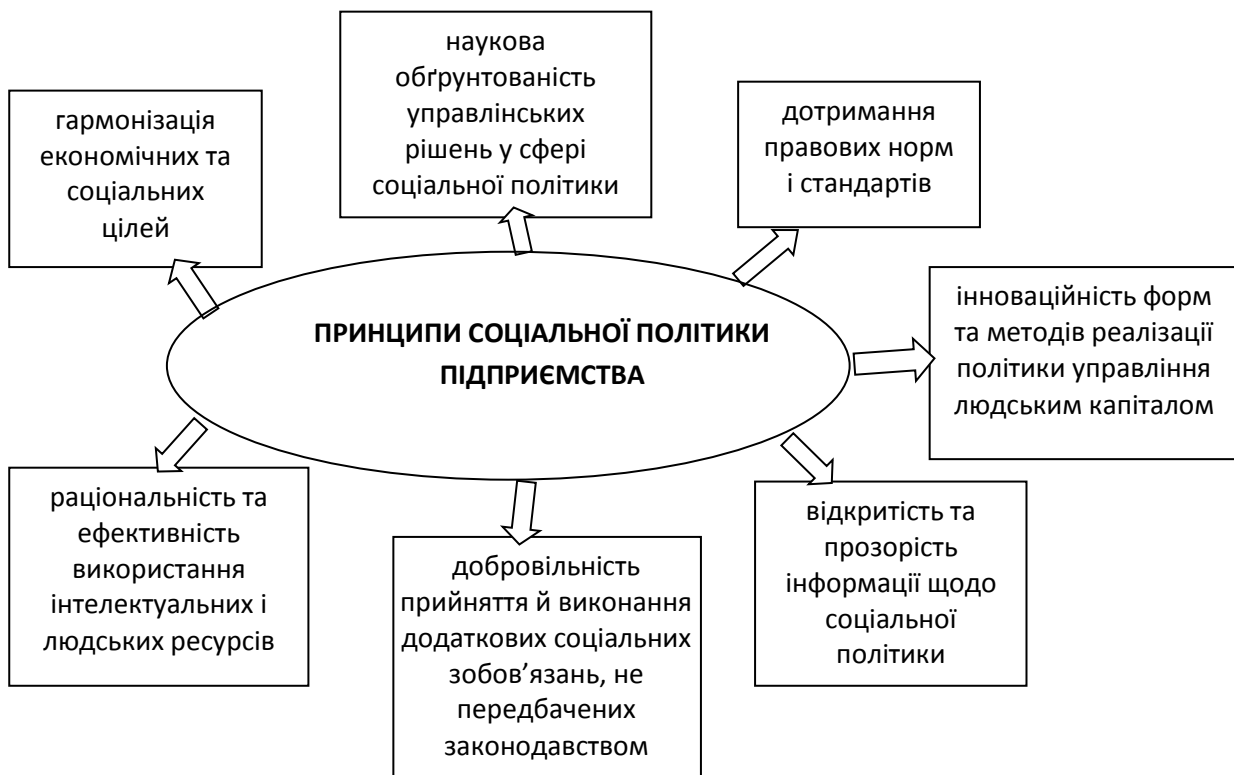 наукова
обґрунтованість
управлінських
рішень у сфері
соціальної політики
гармонізація
економічних та
соціальних
цілей
дотримання
правових норм
і стандартів
ПРИНЦИПИ СОЦІАЛЬНОЇ ПОЛІТИКИ
ПІДПРИЄМСТВА
інноваційність форм
та методів реалізації
політики управління
людським капіталом
раціональність та
ефективність
використання
інтелектуальних і
людських ресурсів
добровільність
прийняття й виконання
додаткових соціальних
зобов’язань, не
передбачених
законодавством
відкритість та
прозорість
інформації щодо
соціальної
політики